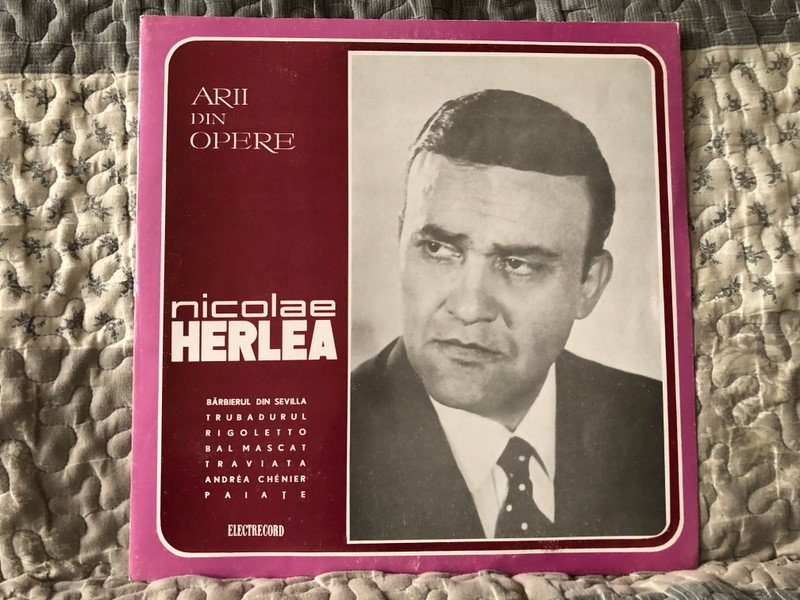 ARII
DIN
OPERE
nicolae
HERLEA
BĂRBIERUL DIN SEVILLA
TRUBADURUL
RIGOLETTO
BAL MASCAT
TRAVIATA
ANDRÉA CHÉNIER
PAIAȚE
ELECTRECORD